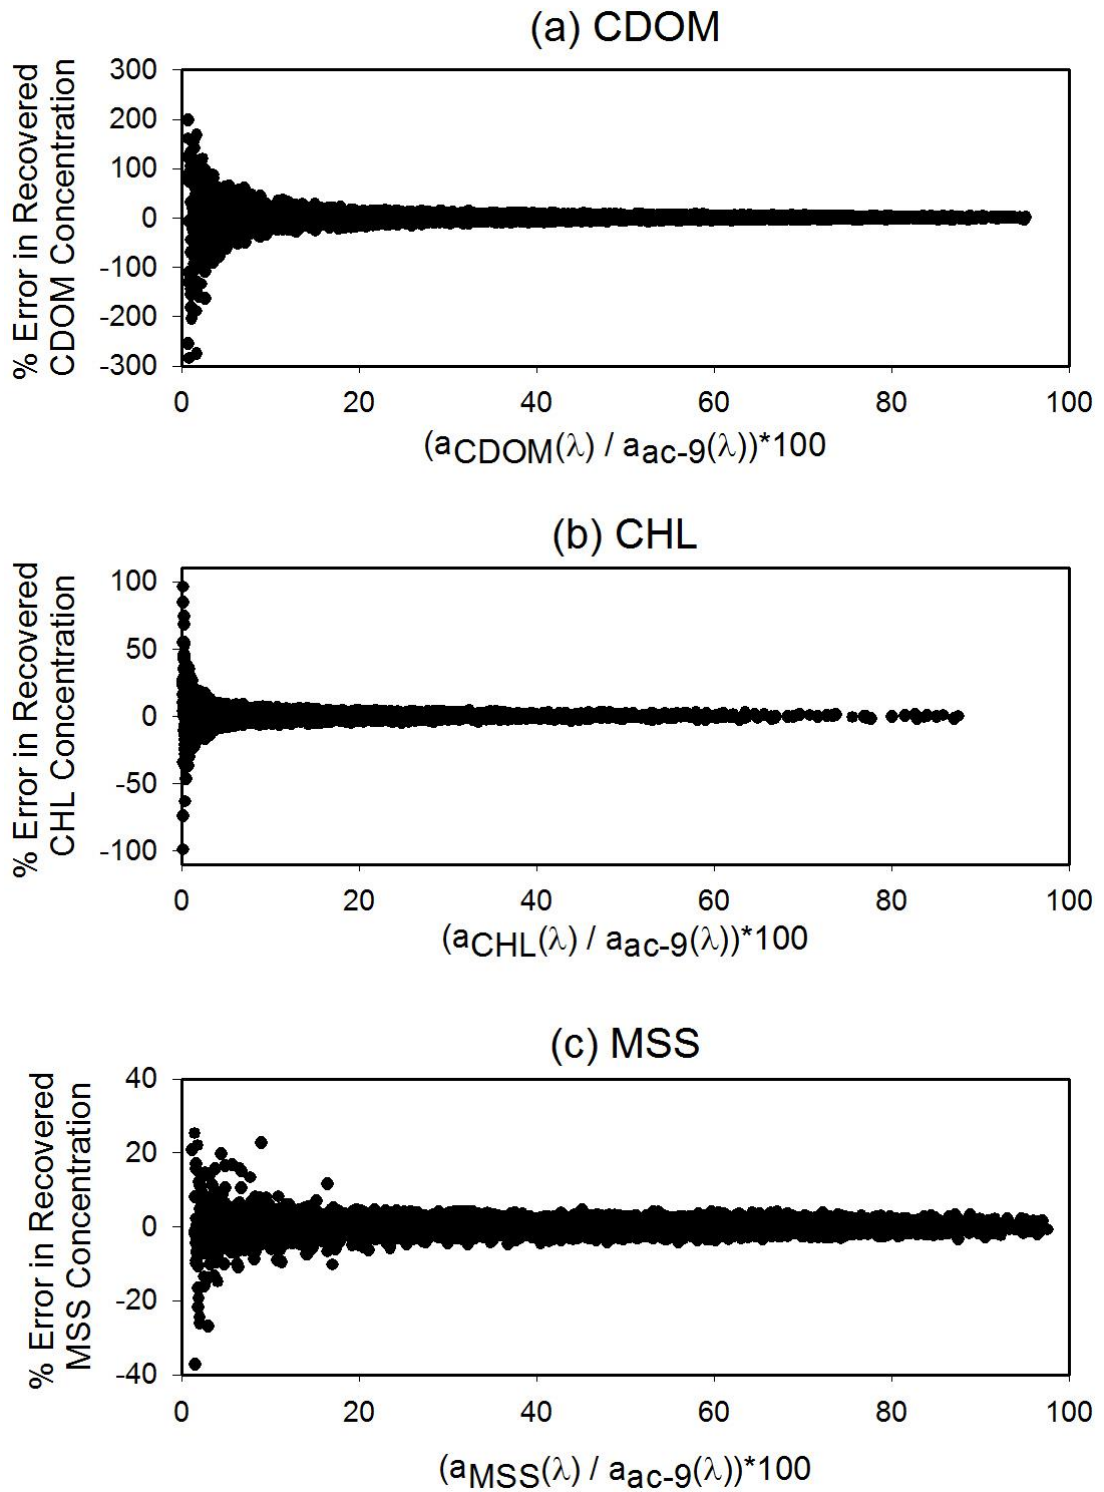 (a) CDOM
% Error in Recovered
CDOM Concentration
300
200
100
0
-100
-200
-300
0 20 40 60 80 100
(aCDOM(λ) / aac-9(λ))*100
(b) CHL
% Error in Recovered
CHL Concentration
100
50
0
-50
-100
0 20 40 60 80 100
(aCHL(λ) / aac-9(λ))*100
(c) MSS
% Error in Recovered
MSS Concentration
40
20
0
-20
-40
0 20 40 60 80 100
(aMSS(λ) / aac-9(λ))*100